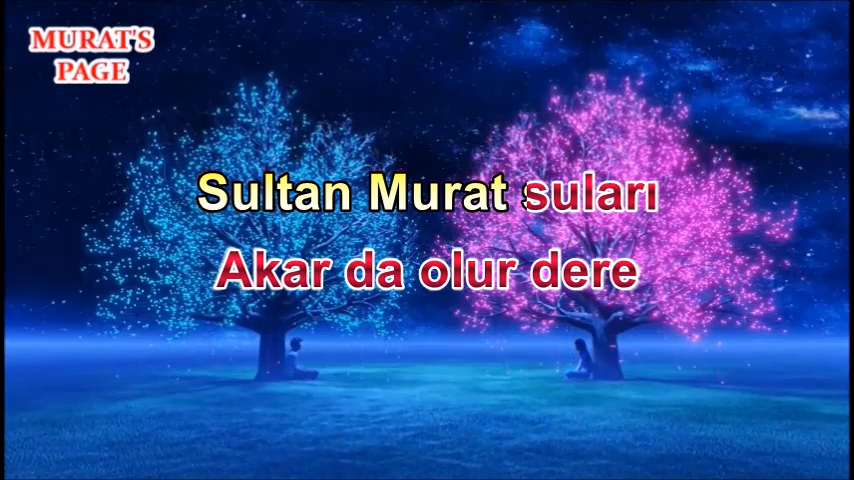 MURAT'S
PAGE
Sultan Murat suları
Akar da olur dere